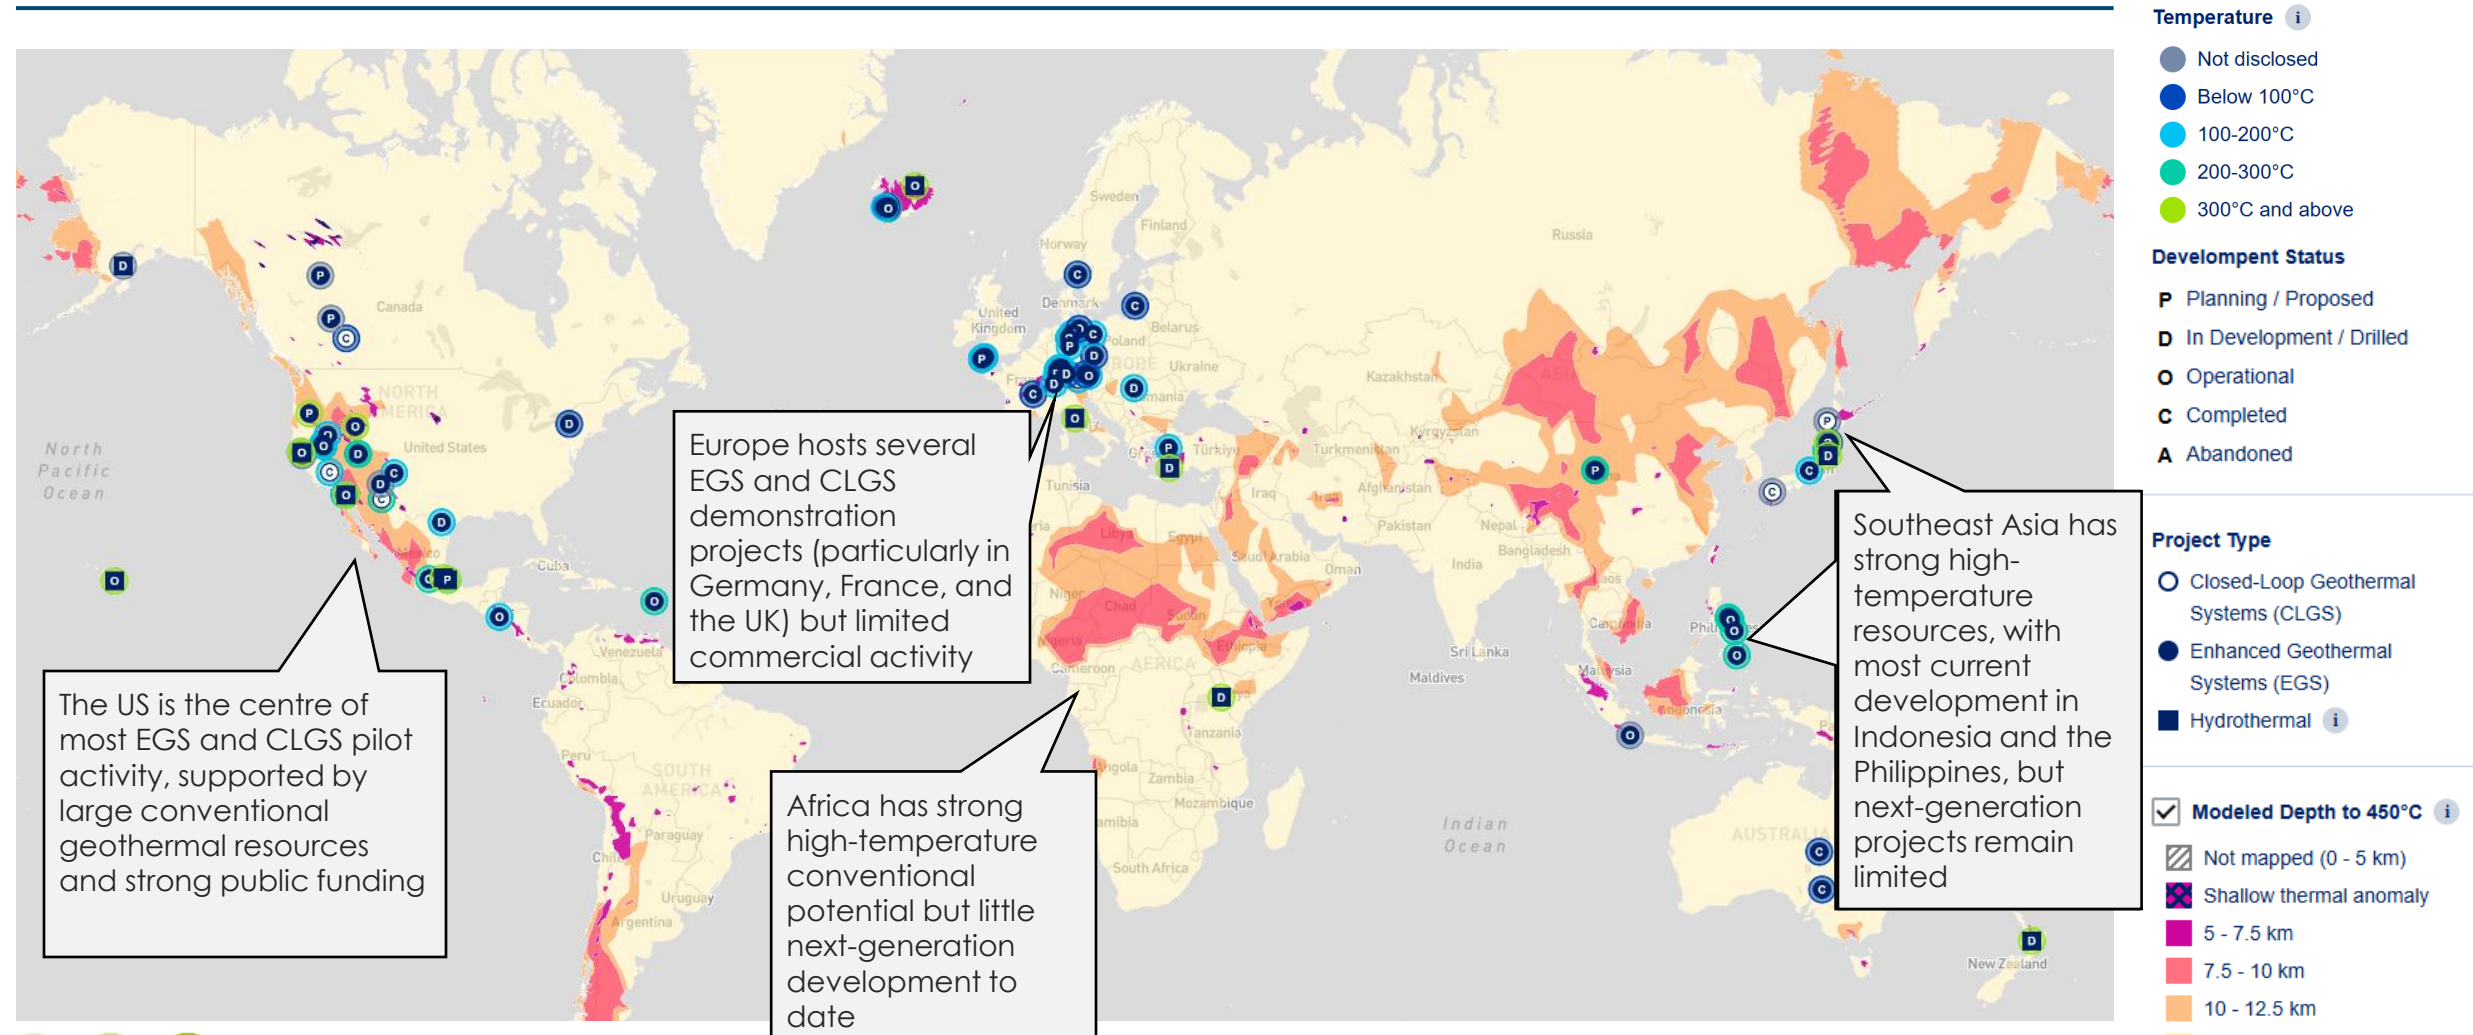 Temperature i
Not disclosed
Below 100°C
100-200°C
200-300°C
300°C and above
Develompent Status
P Planning / Proposed
D In Development / Drilled
O Operational
C Completed
A Abandoned
Project Type
Closed-Loop Geothermal
Systems (CLGS)
Enhanced Geothermal
Systems (EGS)
Hydrothermal i
Modeled Depth to 450°C i
Not mapped (0 - 5 km)
Shallow thermal anomaly
5 - 7.5 km
7.5 - 10 km
10 - 12.5 km
Europe hosts several
EGS and CLGS
demonstration
projects (particularly in
Germany, France, and
the UK) but limited
commercial activity
Southeast Asia has
strong high-
temperature
resources, with
most current
development in
Indonesia and the
Philippines, but
next-generation
projects remain
limited
The US is the centre of
most EGS and CLGS pilot
activity, supported by
large conventional
geothermal resources
and strong public funding
Africa has strong
high-temperature
conventional
potential but little
next-generation
development to
date
North
Pacific
Ocean
Canada
NORTH
United States
Mexico
Cuba
Venezuela
Ecuador
Peru
SOUTH
AMERICA
Paraguay
Uruguay
Argentina
Sweden
Finland
Norway
Denmark
United
Kingdom
Belarus
Ukraine
Russia
Kazakhstan
Kyrgyzstan
Turkmenistan
Türkiye
Tunisia
Iraq
Iran
Afghanistan
Pakistan
Nepal
Bangladesh
India
Libya
Egypt
Saudi Arabia
Oman
Niger
Chad
Sudan
Nigeria
Ethiopia
Cameroon
AFRICA
Angola
Zambia
Mozambique
South Africa
Sri Lanka
Maldives
Cambodia
Malaysia
Indonesia
Indian
Ocean
New Zealand